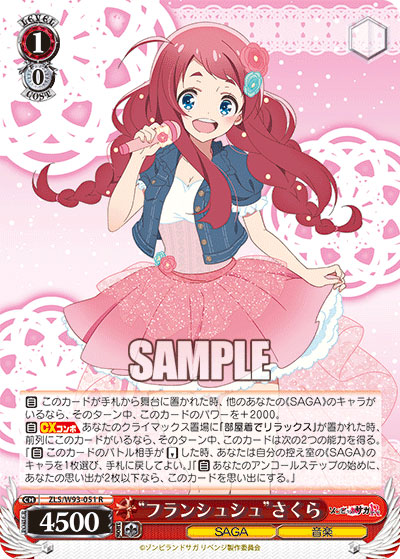 LEVEL
1
0
COST
SAMPLE
【自】このカードが手札から舞台に置かれた時、他のあなたの《SAGA》のキャラが
いるなら、そのターン中、このカードのパワーを+2000。
【自】CXコンボ あなたのクライマックス置場に「部屋着でリラックス」が置かれた時、
前列にこのカードがいるなら、そのターン中、このカードは次の2つの能力を得る。
『【自】このカードのバトル相手が【リバース】した時、あなたは自分の控え室の《SAGA》の
キャラを1枚選び、手札に戻してよい。』『【自】あなたのアンコールステップの始めに、
あなたの思い出が2枚以下なら、このカードを思い出にする。』
CH
ZLS/W93-051 R
4500
"フランシュシュ"さくら
SAGA
音楽
©ゾンビランドサガ リベンジ製作委員会